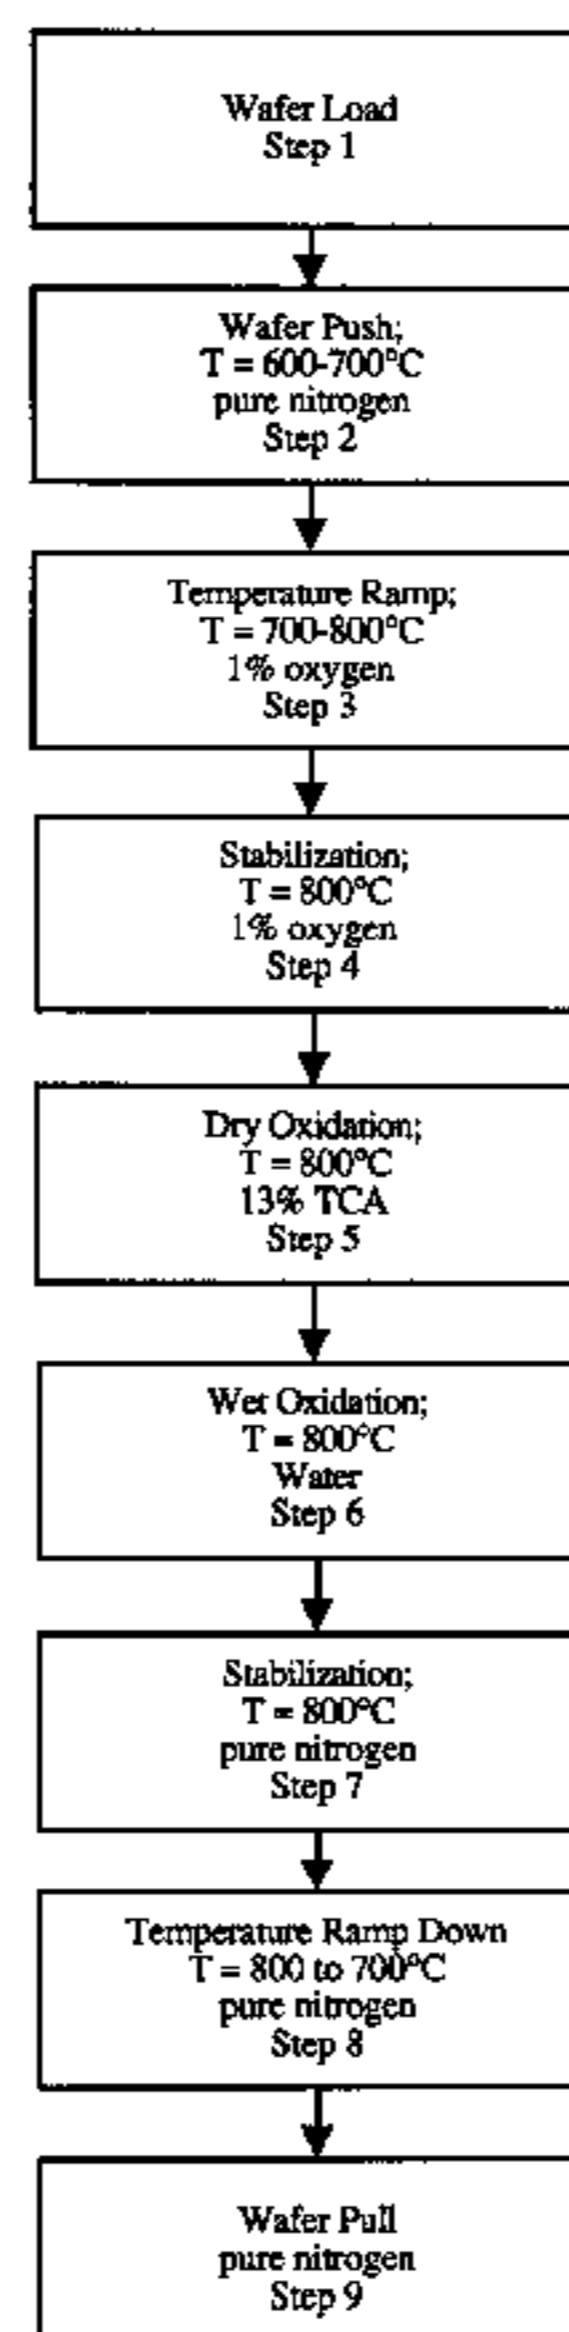 Wafer Load
Step 1
Wafer Push;
T = 600-700°C
pure nitrogen
Step 2
Temperature Ramp;
T = 700-800°C
1% oxygen
Step 3
Stabilization;
T = 800°C
1% oxygen
Step 4
Dry Oxidation;
T = 800°C
13% TCA
Step 5
Wet Oxidation;
T = 800°C
Water
Step 6
Stabilization;
T = 800°C
pure nitrogen
Step 7
Temperature Ramp Down
T = 800 to 700°C
pure nitrogen
Step 8
Wafer Pull
pure nitrogen
Step 9